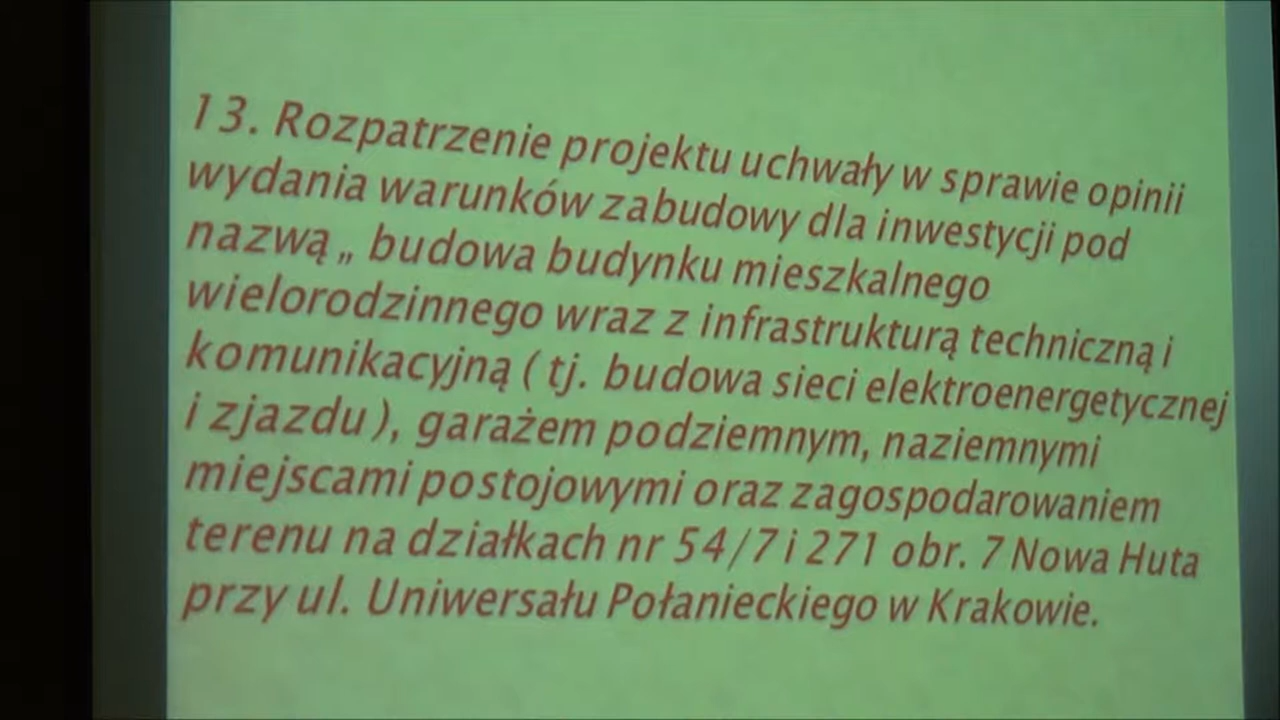 13. Rozpatrzenie projektu uchwały w sprawie opinii
wydania warunków zabudowy dla inwestycji pod
nazwą „ budowa budynku mieszkalnego
wielorodzinnego wraz z infrastrukturą techniczną i
komunikacyjną ( tj. budowa sieci elektroenergetycznej
i zjazdu ), garażem podziemnym, naziemnymi
miejscami postojowymi oraz zagospodarowaniem
terenu na działkach nr 54/7 i 271 obr. 7 Nowa Huta
przy ul. Uniwersału Połanieckiego w Krakowie.